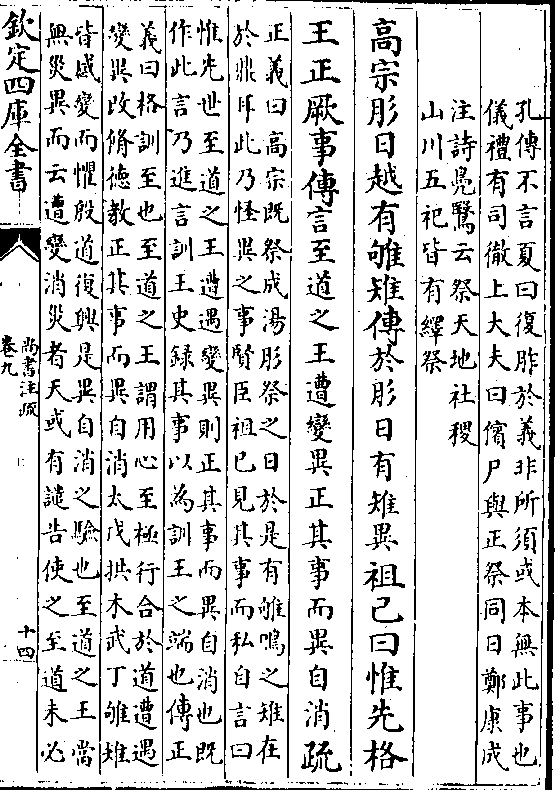 孔傳不言夏曰復胙於義非所須或本無此事也
儀禮有司徹上大夫曰儐尸與正祭同日鄭康成
注詩鳧鷖云祭天地社稷
山川五祀皆有繹祭
高宗肜日越有雊雉傳於肜日有雉異祖己曰惟先格
王正厥事傳言至道之王遭變異正其事而異自消疏
正義曰高宗既祭成湯肜祭之日於是有雊鳴之雉在
於鼎耳此乃怪異之事賢臣祖己見其事而私自言曰
惟先世至道之王遭遇變異則正其事而異自消也既
作此言乃進言訓王史録其事以為訓王之端也傳正
義曰格訓至也至道之王謂用心至極行合於道遭遇
變異改脩德教正其事而異自消太戊拱木武丁雊雉
皆感變而懼殷道復興是異自消之驗也至道之王當
無災異而云遭變消災者天或有譴告使之至道未必
欽定四庫全書
尚書注疏
卷九
十四